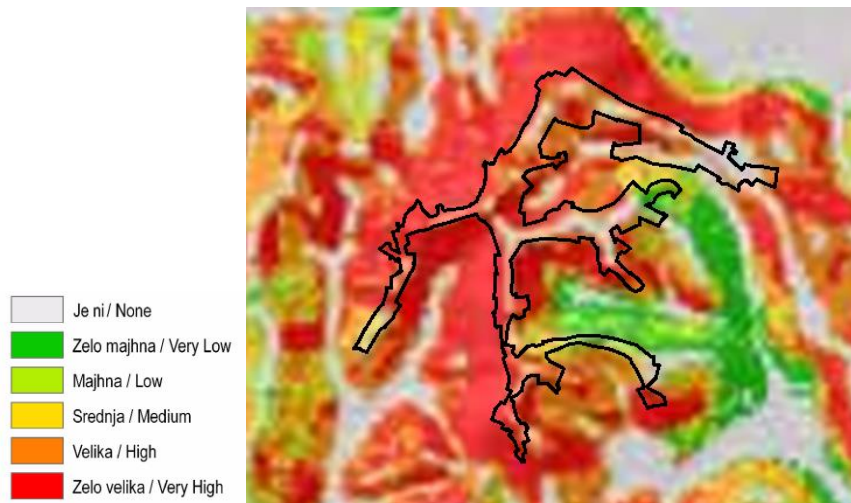 Je ni / None
Zelo majhna / Very Low
Majhna / Low
Srednja / Medium
Velika / High
Zelo velika / Very High